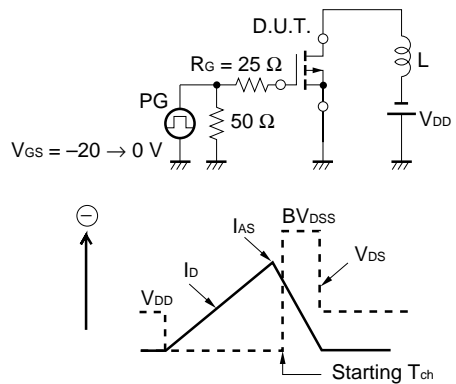 D.U.T.
RG = 25 Ω
L
PG
50 Ω
VDD
VGS = −20 → 0 V
⊖
IAS
BVDSS
ID
VDS
VDD
Starting Tch